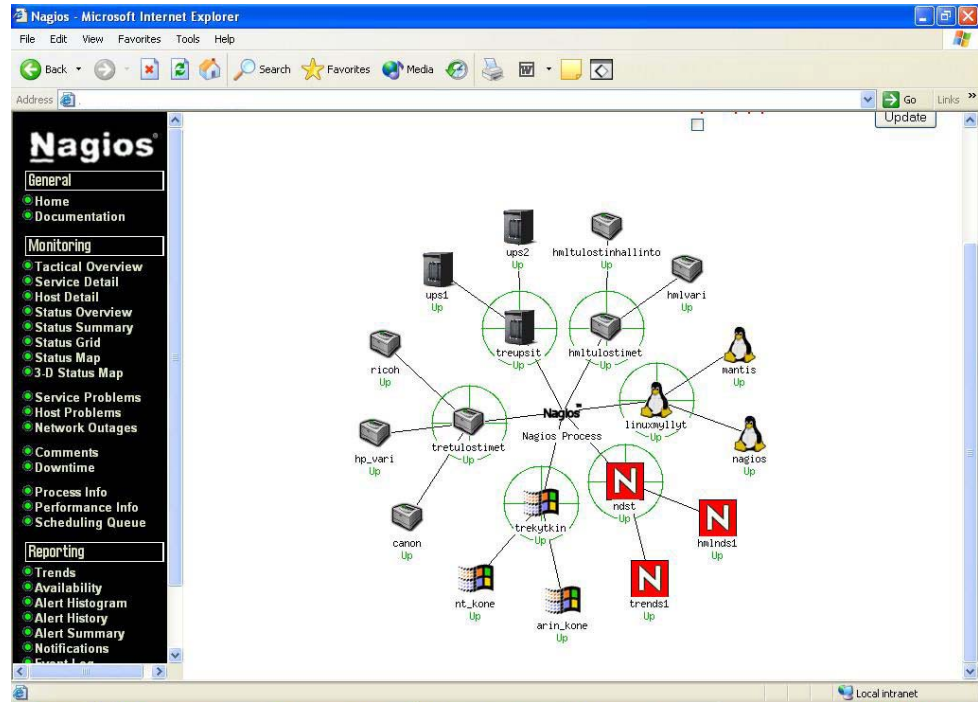 Nagios - Microsoft Internet Explorer
File Edit View Favorites Tools Help
Back Search Favorites Media
Address Go Links »
Nagios®
General
Home
Documentation
Monitoring
Tactical Overview
Service Detail
Host Detail
Status Overview
Status Summary
Status Grid
Status Map
3-D Status Map
Service Problems
Host Problems
Network Outages
Comments
Downtime
Process Info
Performance Info
Scheduling Queue
Reporting
Trends
Availability
Alert Histogram
Alert History
Alert Summary
Notifications
Event Log
Update
ups2
Up
hmltulostinhallinto
Up
ups1
Up
hmlvari
Up
treupsit
Up
hmltulostimet
Up
ricoh
Up
mantis
Up
Nagios
Nagios Process
linuxmyllyt
Up
tretulostimet
Up
hp_vari
Up
nagios
Up
N
ndst
Up
trekytkin
Up
canon
Up
N
hmlnds1
Up
nt_kone
Up
arin_kone
Up
N
trends1
Up
Local intranet